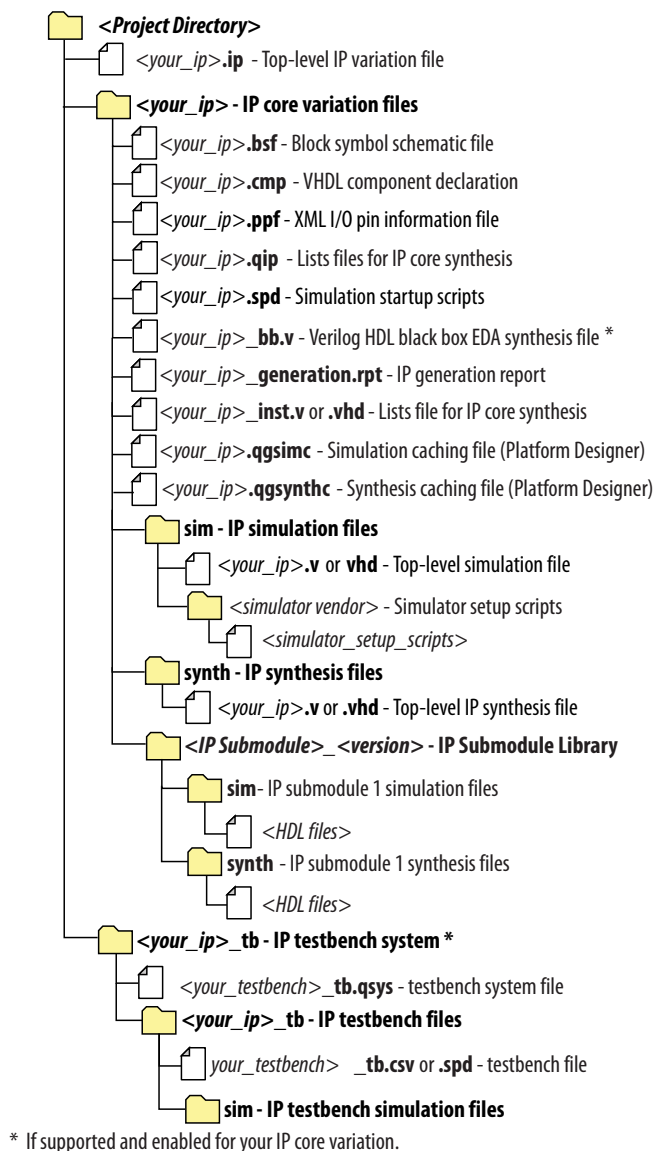 <Project Directory>
<your_ip>.ip - Top-level IP variation file
<your_ip> - IP core variation files
<your_ip>.bsf - Block symbol schematic file
<your_ip>.cmp - VHDL component declaration
<your_ip>.ppf - XML I/O pin information file
<your_ip>.qip - Lists files for IP core synthesis
<your_ip>.spd - Simulation startup scripts
<your_ip>_bb.v - Verilog HDL black box EDA synthesis file *
<your_ip>_generation.rpt - IP generation report
<your_ip>_inst.v or .vhd - Lists file for IP core synthesis
<your_ip>.qgsimc - Simulation caching file (Platform Designer)
<your_ip>.qgsynthc - Synthesis caching file (Platform Designer)
sim - IP simulation files
<your_ip>.v or vhd - Top-level simulation file
<simulator vendor> - Simulator setup scripts
<simulator_setup_scripts>
synth - IP synthesis files
<your_ip>.v or .vhd - Top-level IP synthesis file
<IP Submodule>_<version> - IP Submodule Library
sim- IP submodule 1 simulation files
<HDL files>
synth - IP submodule 1 synthesis files
<HDL files>
<your_ip>_tb - IP testbench system *
<your_testbench>_tb.qsys - testbench system file
<your_ip>_tb - IP testbench files
your_testbench> _tb.csv or .spd - testbench file
sim - IP testbench simulation files
* If supported and enabled for your IP core variation.